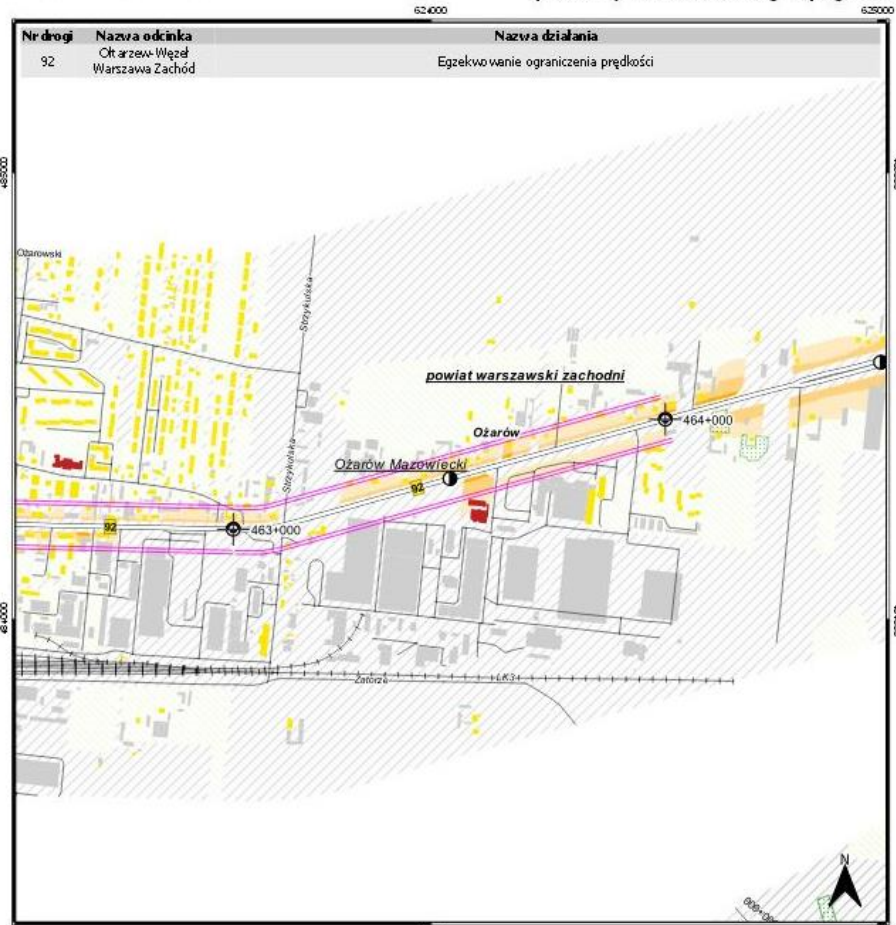 624000
625000
Nr drogi Nazwa odcinka Nazwa działania
92 Ołtarzew-Węzeł Warszawa Zachód Egzekwowanie ograniczenia prędkości
485000
Ożarowski
Strzykulska
powiat warszawski zachodni
464+000
Ożarów
Strzykulska
Ożarów Mazowiecki
92
92
463+000
484000
Zatorze
LK3
N